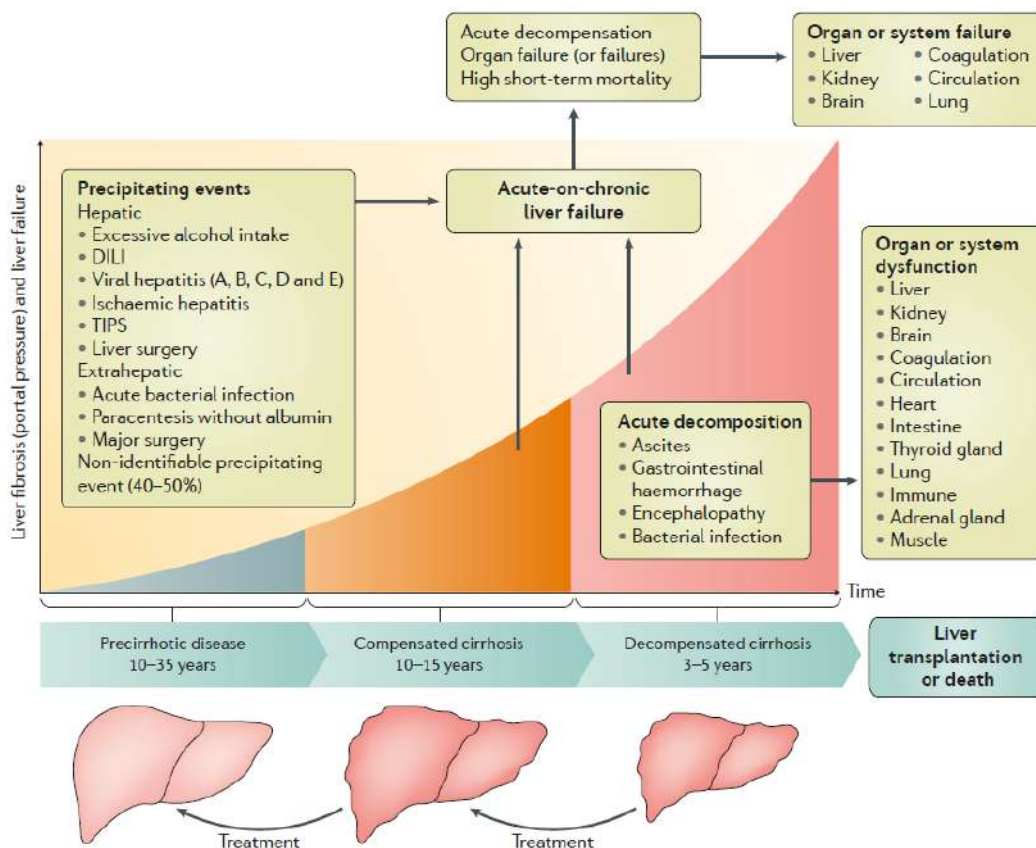 Acute decompensation
Organ failure (or failures)
High short-term mortality
Organ or system failure
• Liver
• Kidney
• Brain
• Coagulation
• Circulation
• Lung
Liver fibrosis (portal pressure) and liver failure
Precipitating events
Hepatic
• Excessive alcohol intake
• DILI
• Viral hepatitis (A, B, C, D and E)
• Ischaemic hepatitis
• TIPS
• Liver surgery
Extrahepatic
• Acute bacterial infection
• Paracentesis without albumin
• Major surgery
Non-identifiable precipitating
event (40–50%)
Acute-on-chronic
liver failure
Organ or system
dysfunction
• Liver
• Kidney
• Brain
• Coagulation
• Circulation
• Heart
• Intestine
• Thyroid gland
• Lung
• Immune
• Adrenal gland
• Muscle
Acute decomposition
• Ascites
• Gastrointestinal
haemorrhage
• Encephalopathy
• Bacterial infection
Time
Precirrhotic disease
10–35 years
Compensated cirrhosis
10–15 years
Decompensated cirrhosis
3–5 years
Liver
transplantation
or death
Treatment
Treatment